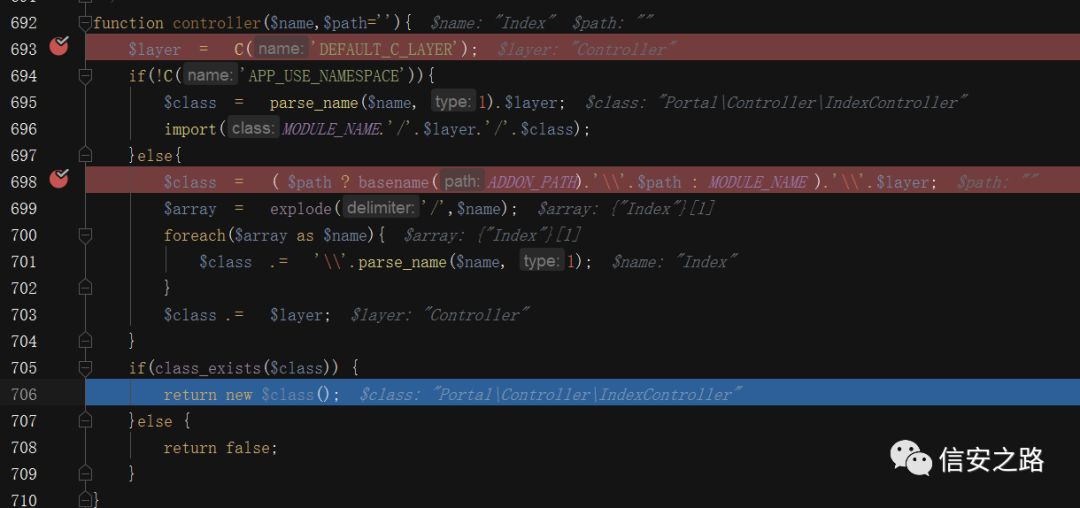 692 function controller($name,$path=''){ $name: "Index" $path: ""
693 $layer = C( name: 'DEFAULT_C_LAYER'); $layer: "Controller"
694 if(!C( name: 'APP_USE_NAMESPACE')){
695 $class = parse_name($name, type: 1).$layer; $class: "Portal\Controller\IndexController"
696 import( class: MODULE_NAME.'/'.$layer.'/'.$class);
697 }else{
698 $class = ( $path ? basename( path: ADDON_PATH).'\\'.$path : MODULE_NAME ).'\\'.$layer; $path: ""
699 $array = explode( delimiter: '/',$name); $array: {"Index"}[1]
700 foreach($array as $name){ $array: {"Index"}[1]
701 $class .= '\\'.parse_name($name, type: 1); $name: "Index"
702 }
703 $class .= $layer; $layer: "Controller"
704 }
705 if(class_exists($class)) {
706 return new $class(); $class: "Portal\Controller\IndexController"
707 }else {
708 return false;
709 }
710 }
信安之路